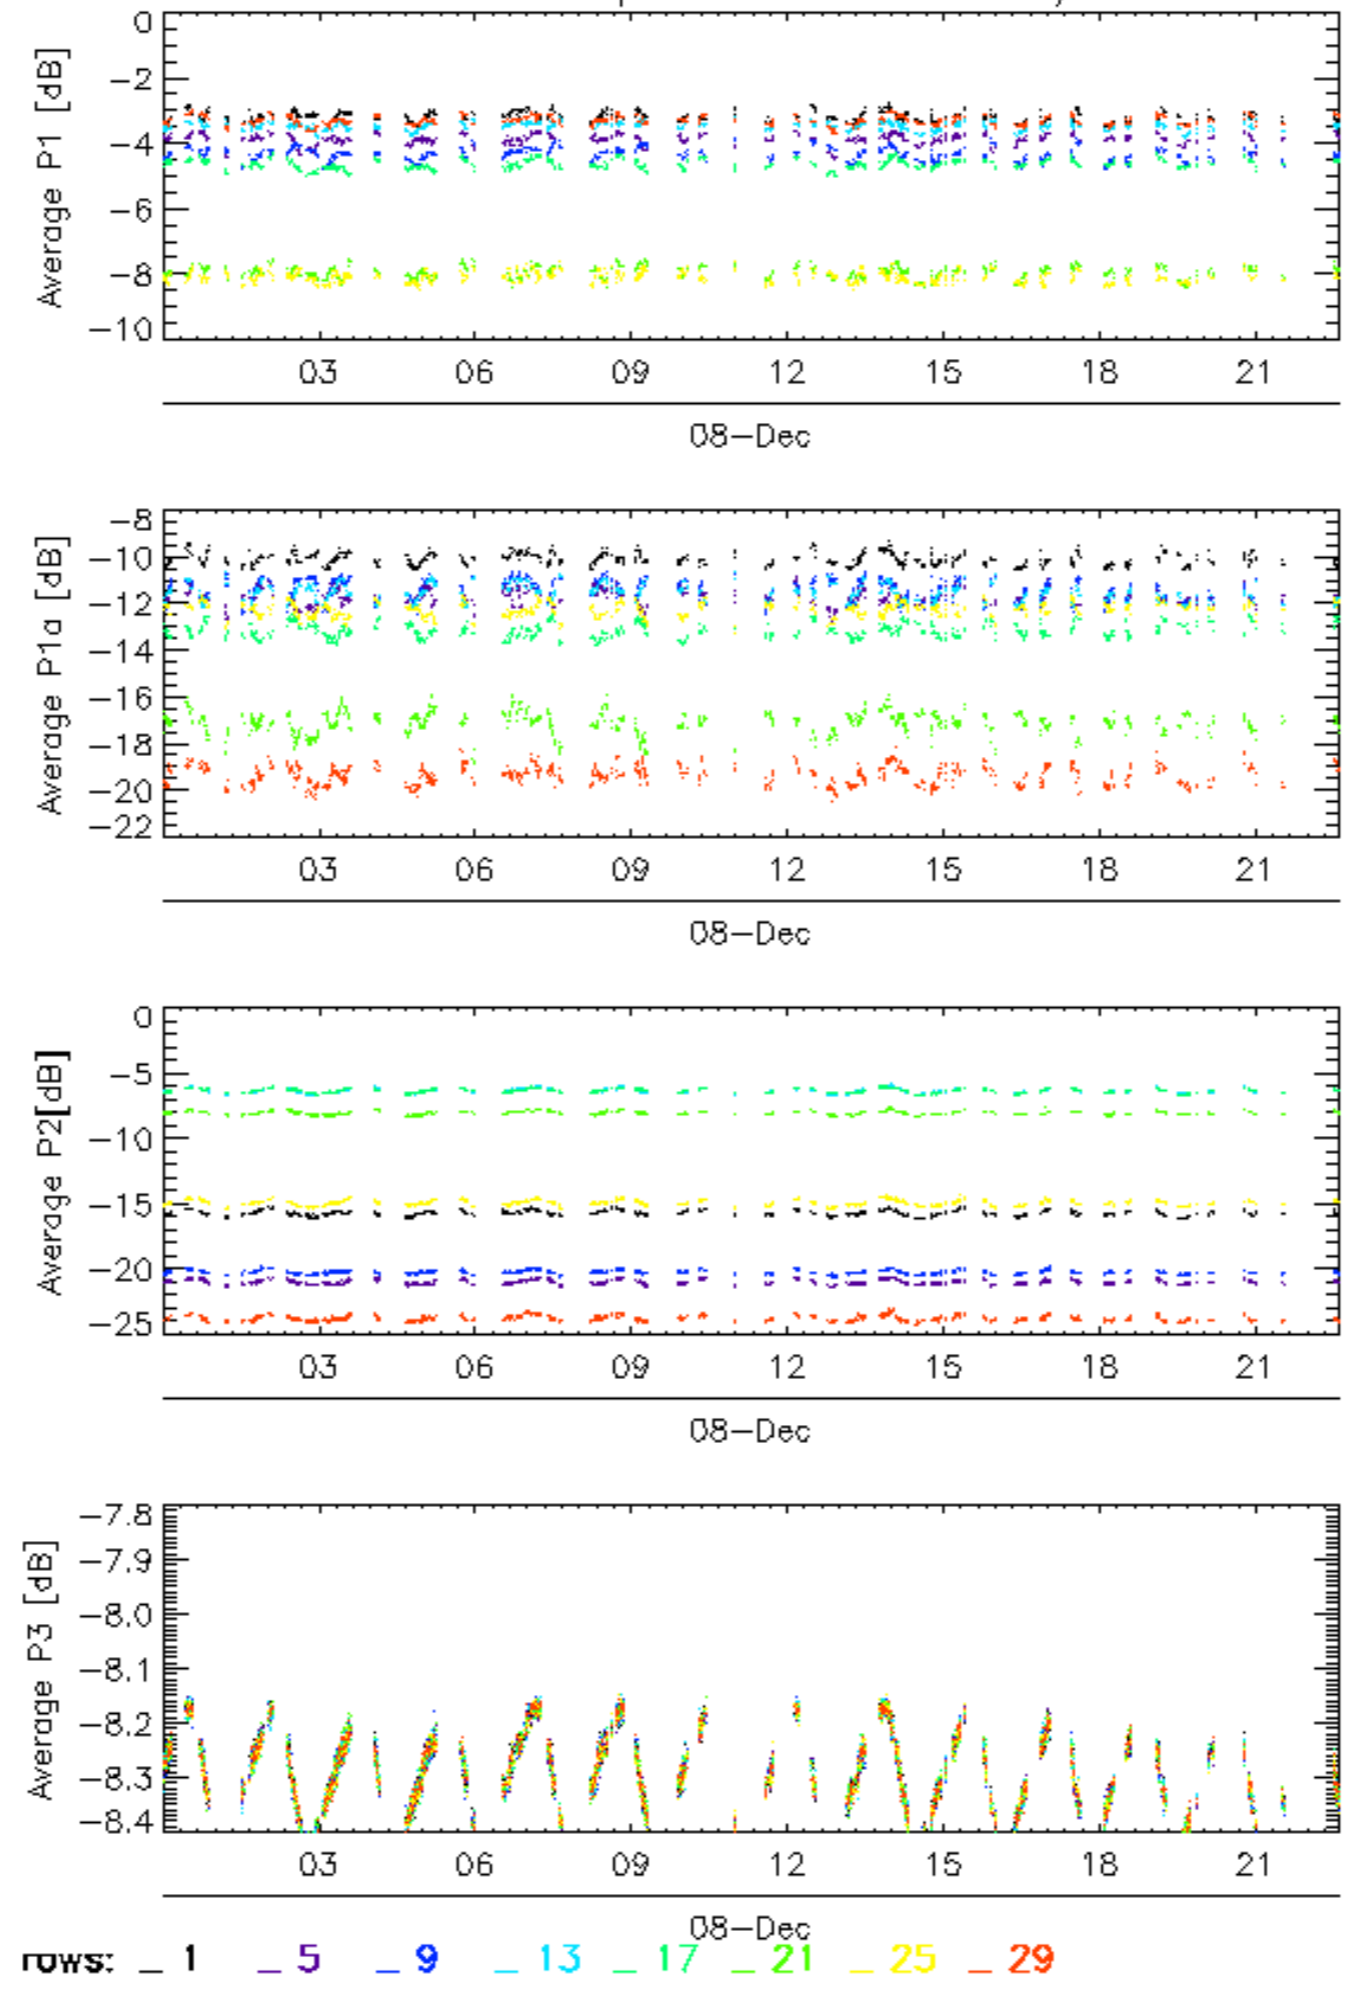 0
−2
−4
−6
−8
−10
Average P1 [dB]
03 06 09 12 15 18 21
08−Dec
−8
−10
−12
−14
−16
−18
−20
−22
Average P1a [dB]
03 06 09 12 15 18 21
08−Dec
0
−5
−10
−15
−20
−25
Average P2[dB]
03 06 09 12 15 18 21
08−Dec
−7.8
−7.9
−8.0
−8.1
−8.2
−8.3
−8.4
Average P3 [dB]
03 06 09 12 15 18 21
08−Dec
rows: _ 1 _ 5 _ 9 _ 13 _ 17 _ 21 _ 25 _ 29